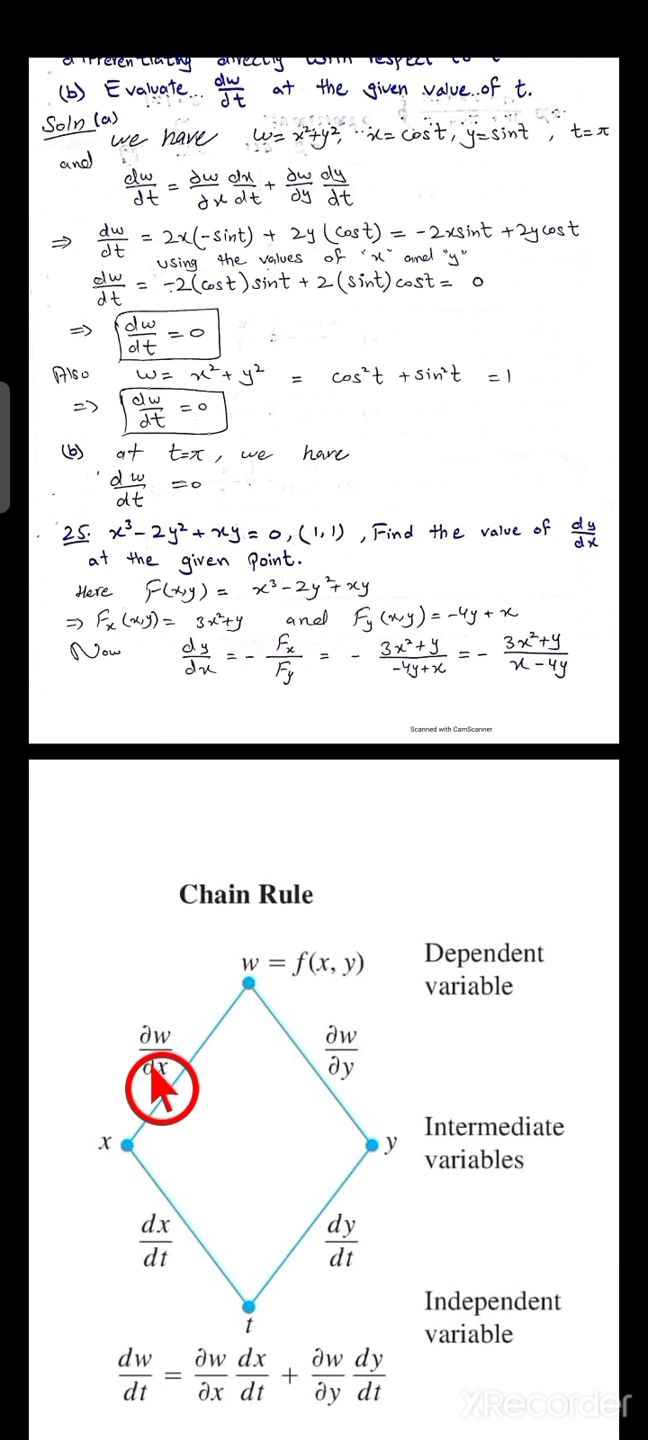 differentiating directly with respect to t
(b) Evaluate.. dw/dt at the given value of t.
Soln (a) we have w = x²+y², x = cost, y = sint, t=π
and
dw/dt = ∂w/∂x dx/dt + ∂w/∂y dy/dt
⇒ dw/dt = 2x(-sint) + 2y(cost) = -2xsint + 2ycost
using the values of "x" and "y"
dw/dt = -2(cost)sint + 2(sint)cost = 0
⇒ dw/dt = 0
Also w = x² + y² = cos²t + sin²t = 1
⇒ dw/dt = 0
(b) at t=π, we have
dw/dt = 0
25. x³-2y²+xy = 0, (1,1), Find the value of dy/dx
at the given point.
Here F(x,y) = x³-2y²+xy
⇒ Fx(x,y) = 3x²+y and Fy(x,y) = -4y+x
Now dy/dx = - Fx/Fy = - 3x²+y/-4y+x = - 3x²+y/x-4y
Scanned with CamScanner
Chain Rule
w = f(x, y)
Dependent
variable
∂w/∂x
∂w/∂y
x
y
Intermediate
variables
dx/dt
dy/dt
t
Independent
variable
dw/dt = ∂w/∂x dx/dt + ∂w/∂y dy/dt
XRecorder